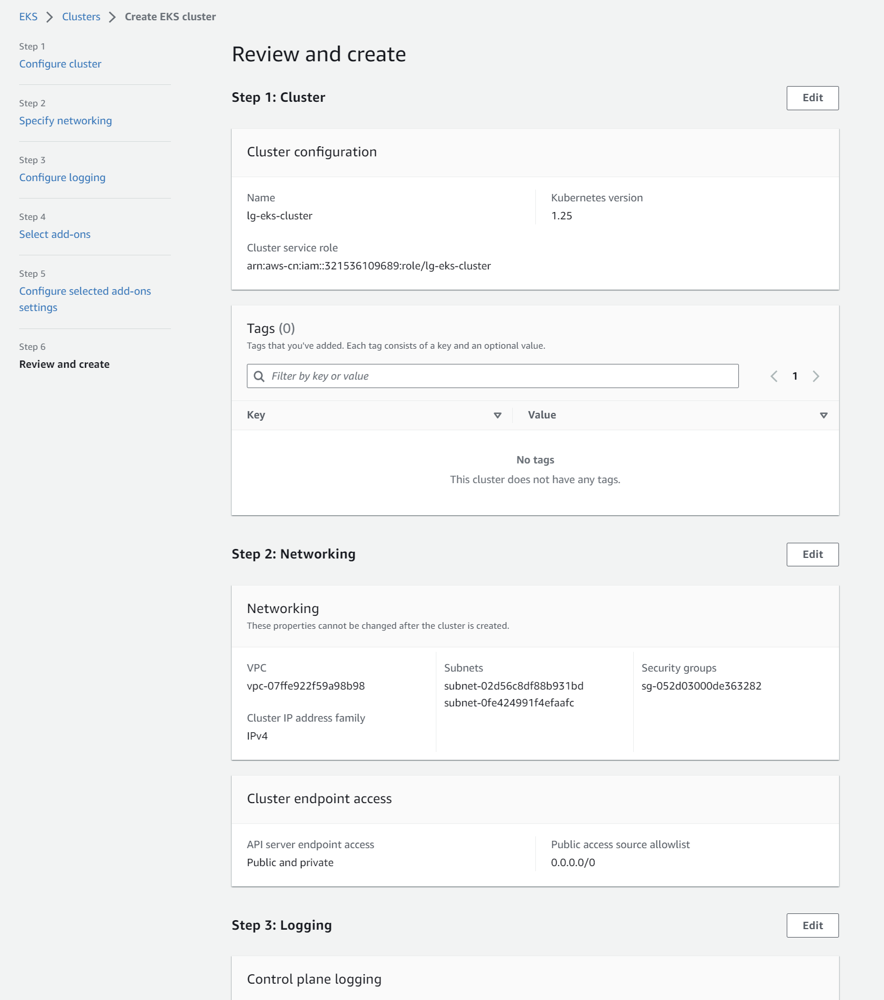 EKS
Clusters
Create EKS cluster
Step 1
Configure cluster
Step 2
Specify networking
Step 3
Configure logging
Step 4
Select add-ons
Step 5
Configure selected add-ons
settings
Step 6
Review and create
Review and create
Step 1: Cluster
Edit
Cluster configuration
Name
lg-eks-cluster
Kubernetes version
1.25
Cluster service role
arn:aws-cn:iam::321536109689:role/lg-eks-cluster
Tags (0)
Tags that you've added. Each tag consists of a key and an optional value.
Filter by key or value
1
Key
Value
No tags
This cluster does not have any tags.
Step 2: Networking
Edit
Networking
These properties cannot be changed after the cluster is created.
VPC
vpc-07ffe922f59a98b98
Cluster IP address family
IPv4
Subnets
subnet-02d56c8df88b931bd
subnet-0fe424991f4efaafc
Security groups
sg-052d03000de363282
Cluster endpoint access
API server endpoint access
Public and private
Public access source allowlist
0.0.0.0/0
Step 3: Logging
Edit
Control plane logging